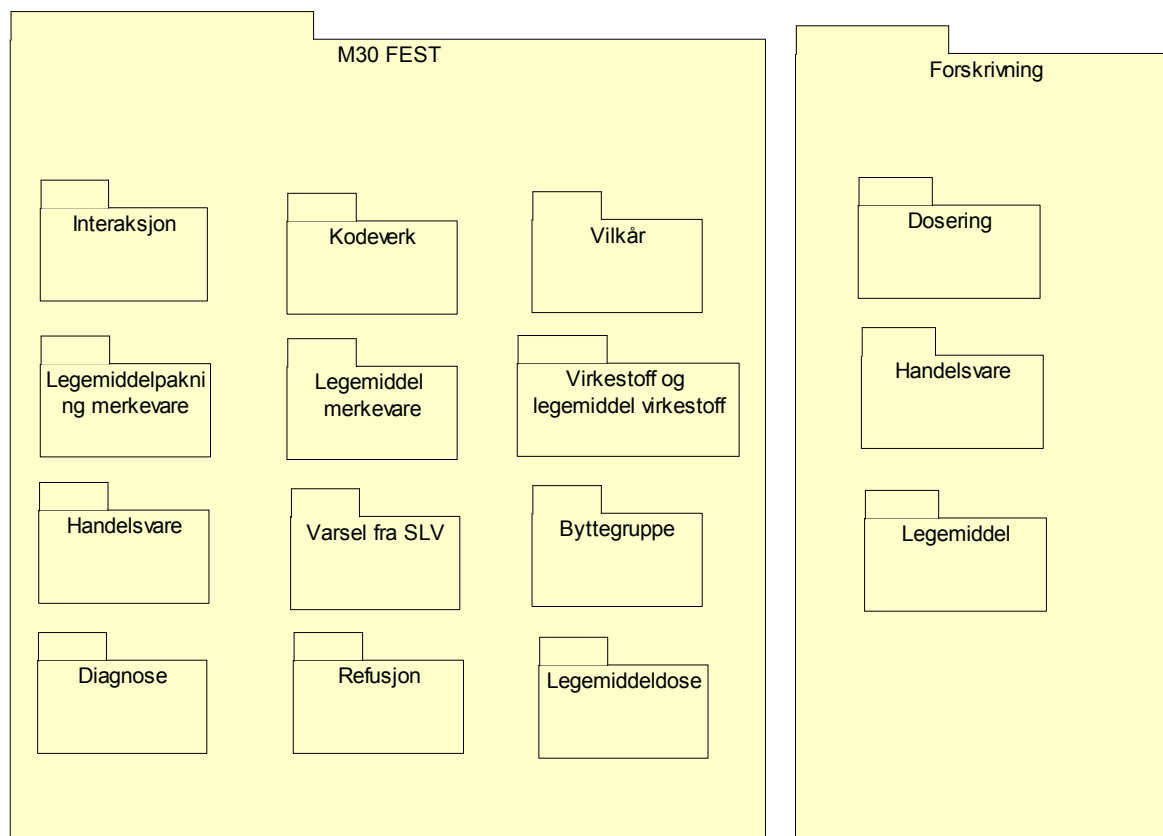 M30 FEST
Interaksjon
Kodeverk
Vilkår
Legemiddelpakni
ng merkevare
Legemiddel
merkevare
Virkestoff og
legemiddel virkestoff
Handelsvare
Varsel fra SLV
Byttegruppe
Diagnose
Refusjon
Legemiddeldose
Forskrivning
Dosering
Handelsvare
Legemiddel